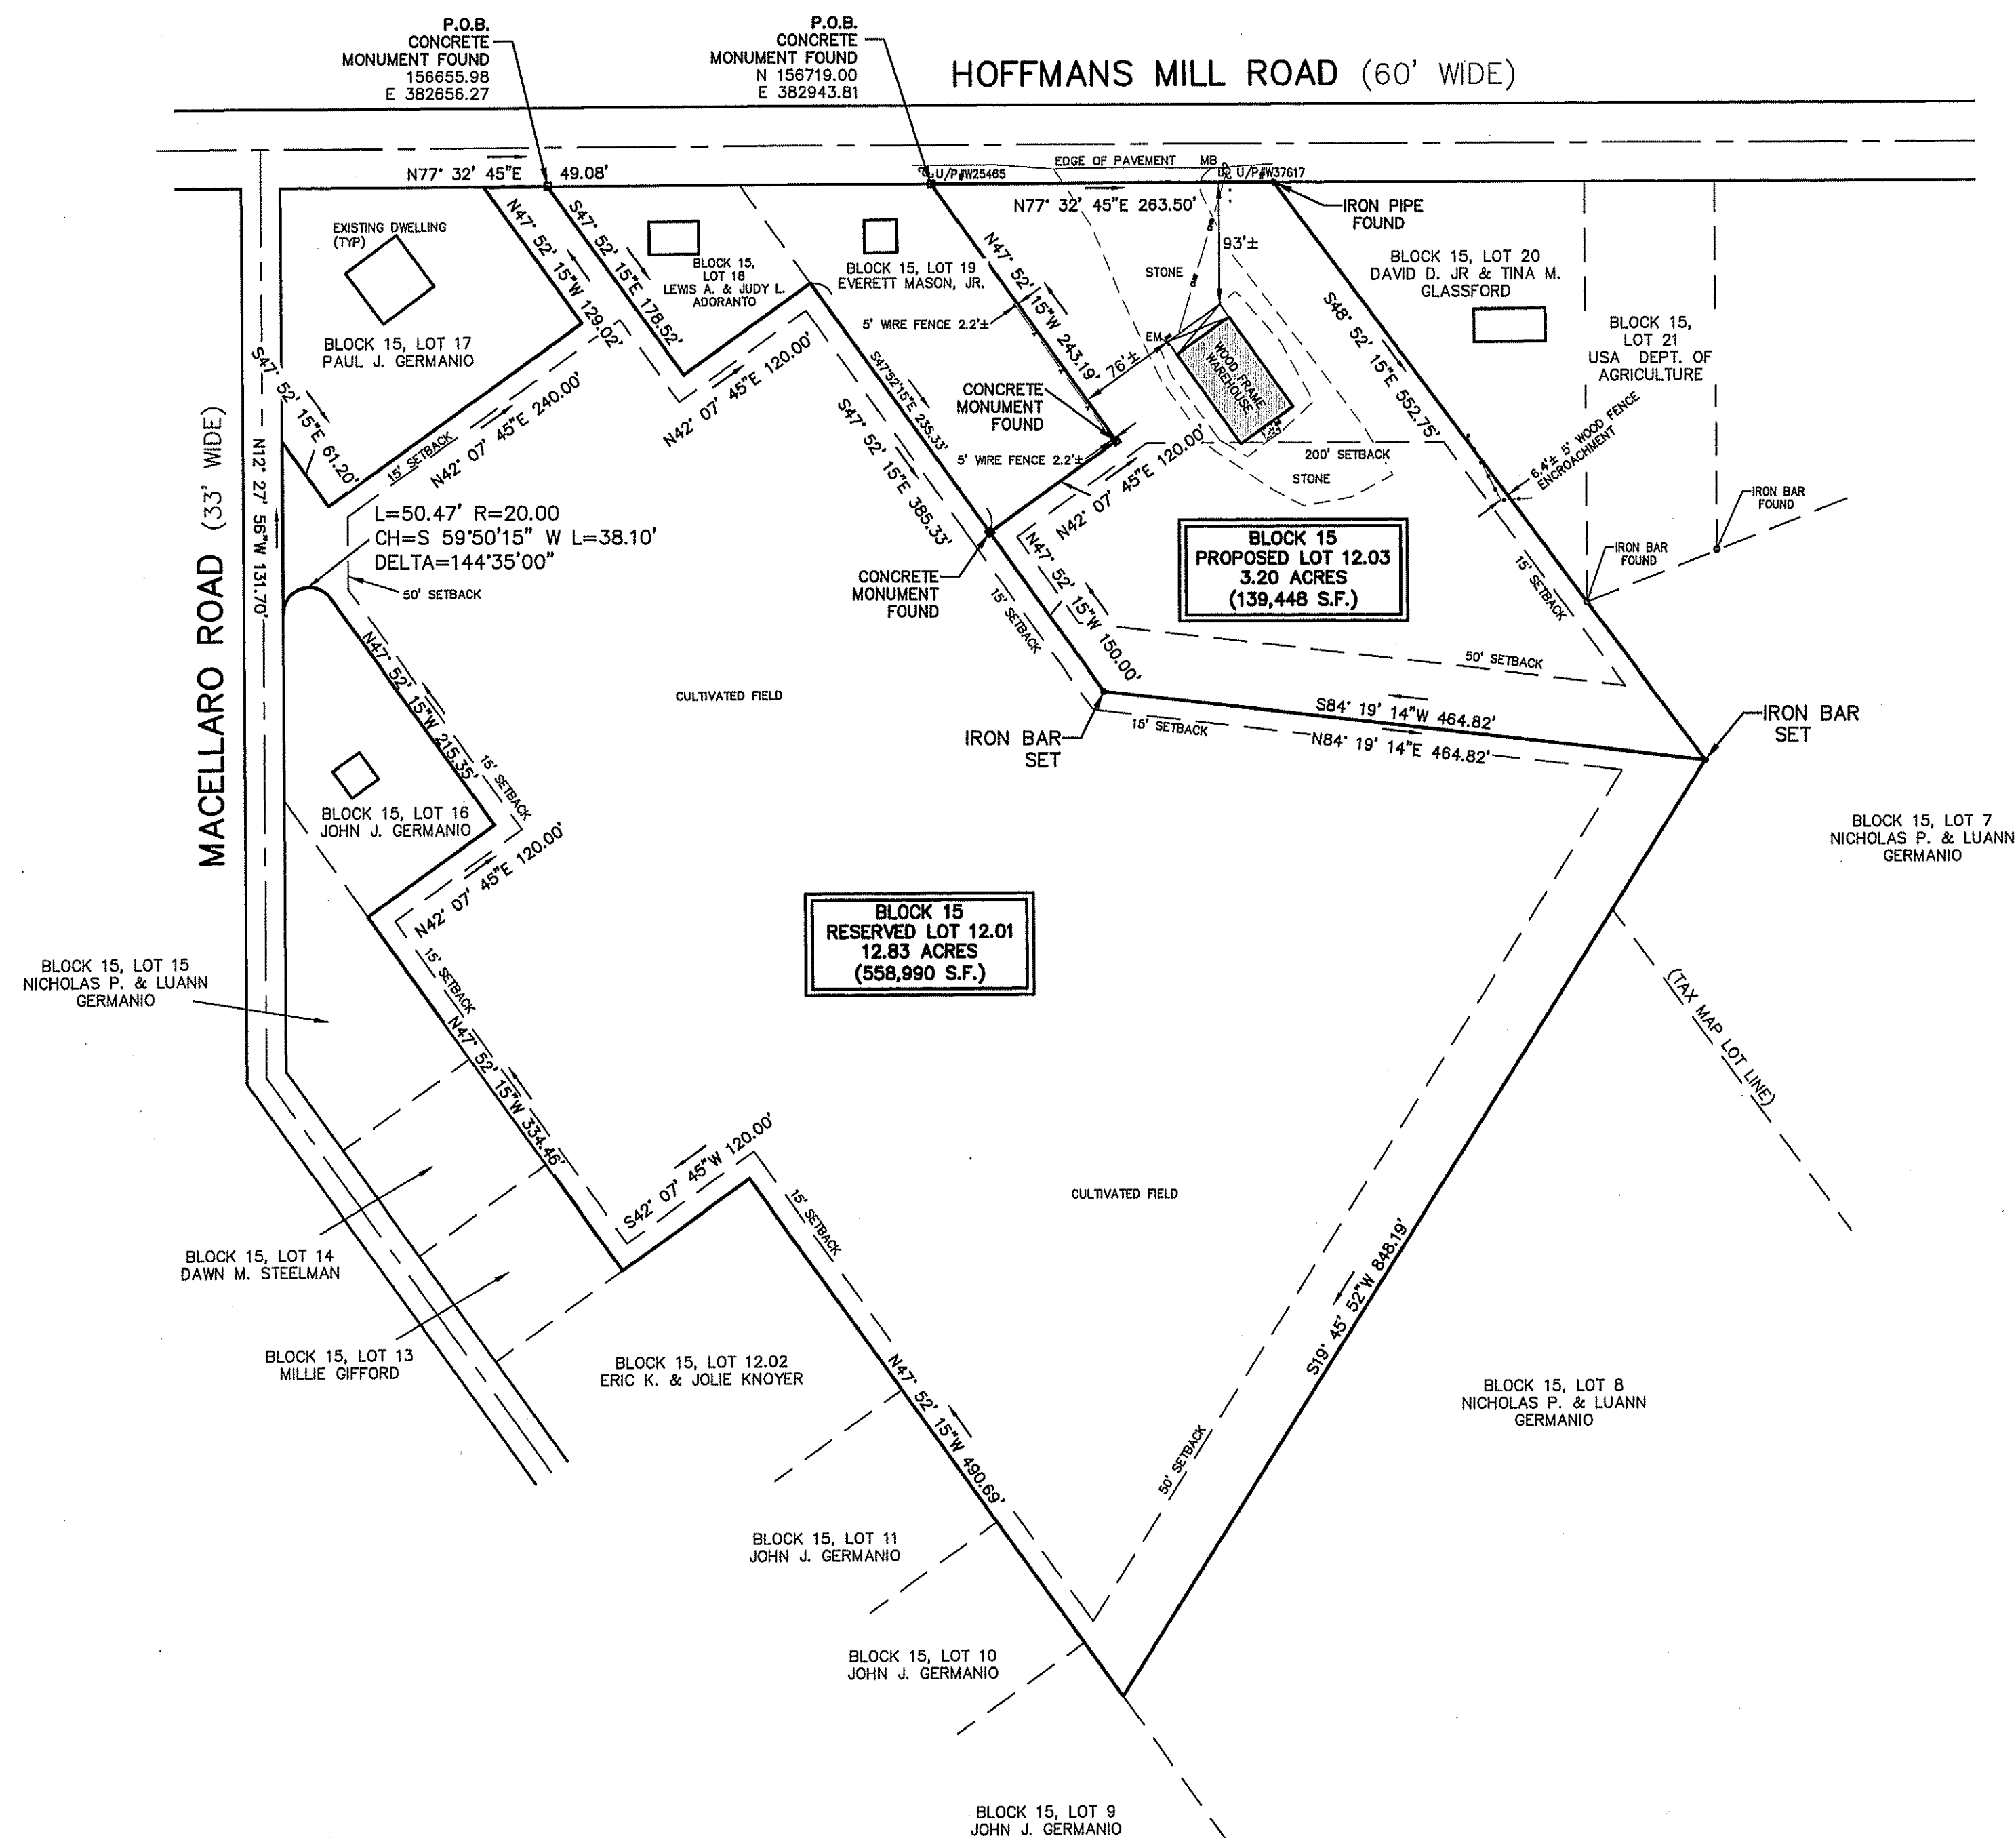 P.O.B.
CONCRETE
MONUMENT FOUND
156655.98
E 382656.27
P.O.B.
CONCRETE
MONUMENT FOUND
N 156719.00
E 382943.81
HOFFMANS MILL ROAD (60' WIDE)
N77° 32' 45"E 49.08'
EDGE OF PAVEMENT
MB
U/P#W25465
U/P#W37617
N77° 32' 45"E 263.50'
IRON PIPE
FOUND
EXISTING DWELLING
(TYP)
BLOCK 15, LOT 17
PAUL J. GERMANIO
N47° 52' 15"W 129.02'
S47° 52' 15"E 178.52'
BLOCK 15,
LOT 18
LEWIS A. & JUDY L.
ADORANTO
BLOCK 15, LOT 19
EVERETT MASON, JR.
N47° 52' 15"W 243.19'
5' WIRE FENCE 2.2'±
STONE
93'±
EM
76'±
WOOD FRAME
WAREHOUSE
BLOCK 15, LOT 20
DAVID D. JR & TINA M.
GLASSFORD
S48° 52' 15"E 552.75'
BLOCK 15,
LOT 21
USA DEPT. OF
AGRICULTURE
6.4'± 5' WOOD FENCE
ENCROACHMENT
IRON BAR
FOUND
IRON BAR
FOUND
S47° 52' 15"E 61.20'
15' SETBACK
N42° 07' 45"E 240.00'
N42° 07' 45"E 120.00'
S47°52'15"E 235.33'
S47° 52' 15"E 385.33'
CONCRETE
MONUMENT
FOUND
5' WIRE FENCE 2.2'±
N42° 07' 45"E 120.00'
200' SETBACK
STONE
MACELLARO ROAD (33' WIDE)
N12° 27' 56"W 131.70'
L=50.47' R=20.00
CH=S 59°50'15" W L=38.10'
DELTA=144°35'00"
50' SETBACK
CONCRETE
MONUMENT
FOUND
15' SETBACK
N47° 52' 15"W 150.00'
BLOCK 15
PROPOSED LOT 12.03
3.20 ACRES
(139,448 S.F.)
15' SETBACK
50' SETBACK
S84° 19' 14"W 464.82'
15' SETBACK
N84° 19' 14"E 464.82'
IRON BAR
SET
IRON BAR
SET
CULTIVATED FIELD
N47° 52' 15"W 215.35'
15' SETBACK
BLOCK 15, LOT 16
JOHN J. GERMANIO
N42° 07' 45"E 120.00'
BLOCK 15, LOT 7
NICHOLAS P. & LUANN
GERMANIO
BLOCK 15
RESERVED LOT 12.01
12.83 ACRES
(558,990 S.F.)
BLOCK 15, LOT 15
NICHOLAS P. & LUANN
GERMANIO
15' SETBACK
N47° 52' 15"W 334.46'
(TAX MAP LOT LINE)
S42° 07' 45"W 120.00'
15' SETBACK
CULTIVATED FIELD
BLOCK 15, LOT 14
DAWN M. STEELMAN
BLOCK 15, LOT 13
MILLIE GIFFORD
BLOCK 15, LOT 12.02
ERIC K. & JOLIE KNOYER
N47° 52' 15"W 490.69'
S19° 45' 52"W 848.19'
50' SETBACK
BLOCK 15, LOT 8
NICHOLAS P. & LUANN
GERMANIO
BLOCK 15, LOT 11
JOHN J. GERMANIO
BLOCK 15, LOT 10
JOHN J. GERMANIO
BLOCK 15, LOT 9
JOHN J. GERMANIO